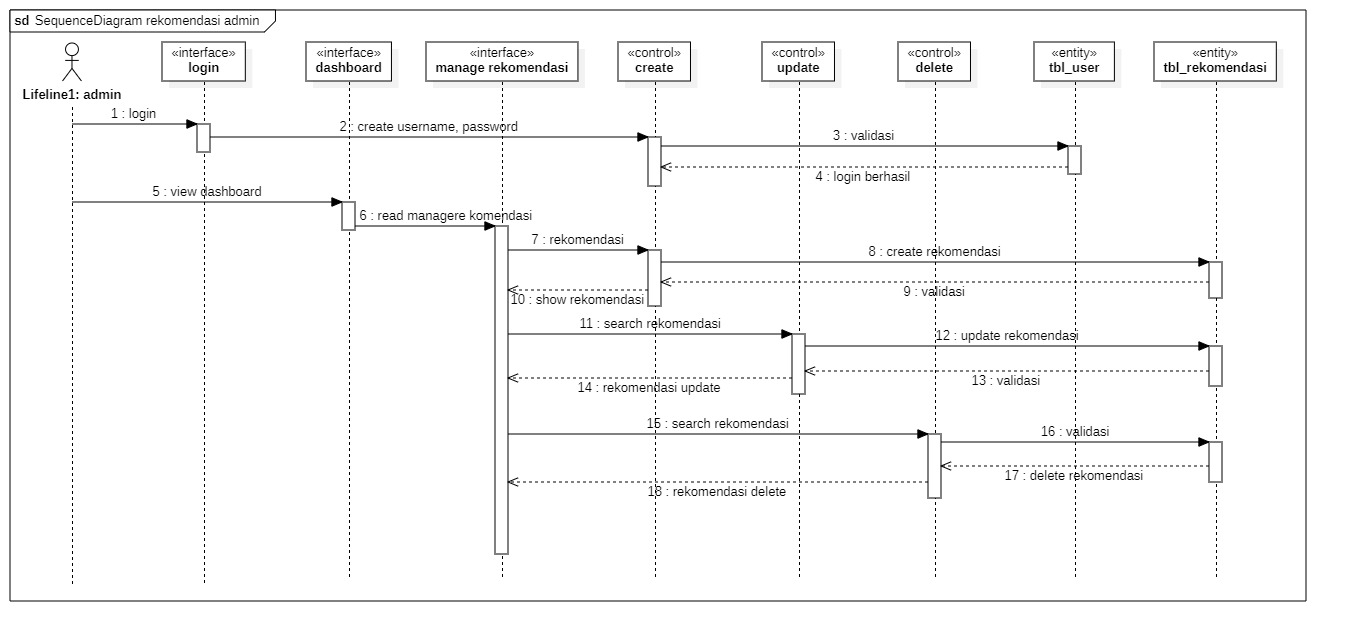 sd SequenceDiagram rekomendasi admin
«interface»
login
«interface»
dashboard
«interface»
manage rekomendasi
«control»
create
«control»
update
«control»
delete
«entity»
tbl_user
«entity»
tbl_rekomendasi
Lifeline1: admin
1 : login
2 : create username, password
3 : validasi
4 : login berhasil
5 : view dashboard
6 : read managere komendasi
7 : rekomendasi
8 : create rekomendasi
9 : validasi
10 : show rekomendasi
11 : search rekomendasi
12 : update rekomendasi
13 : validasi
14 : rekomendasi update
15 : search rekomendasi
16 : validasi
17 : delete rekomendasi
18 : rekomendasi delete